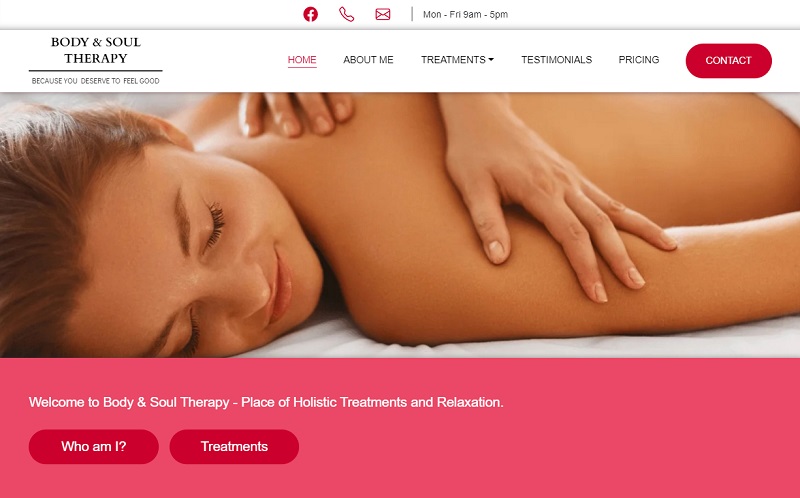 Mon - Fri 9am - 5pm
BODY & SOUL
THERAPY
BECAUSE YOU DESERVE TO FEEL GOOD
HOME
ABOUT ME
TREATMENTS
TESTIMONIALS
PRICING
CONTACT
Welcome to Body & Soul Therapy - Place of Holistic Treatments and Relaxation.
Who am I?
Treatments